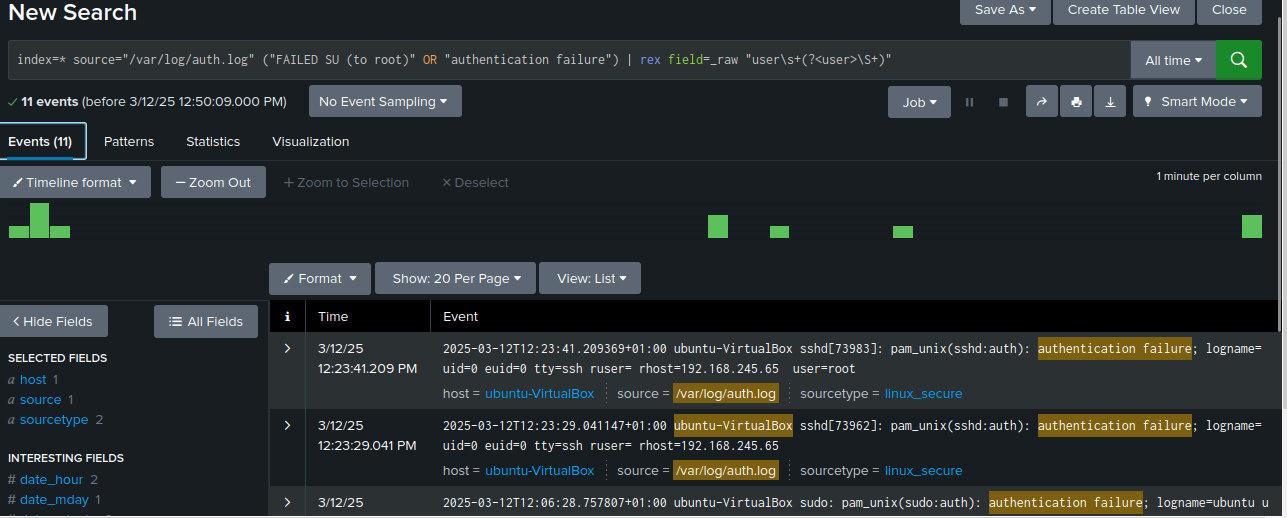 New Search
Save As
Create Table View
Close
index=* source="/var/log/auth.log" ("FAILED SU (to root)" OR "authentication failure") | rex field=_raw "user\s+(?<user>\S+)"
All time
11 events (before 3/12/25 12:50:09.000 PM)
No Event Sampling
Job
Smart Mode
Events (11)
Patterns
Statistics
Visualization
Timeline format
— Zoom Out
+ Zoom to Selection
× Deselect
1 minute per column
Format
Show: 20 Per Page
View: List
< Hide Fields
All Fields
i
Time
Event
SELECTED FIELDS
a host 1
a source 1
a sourcetype 2
INTERESTING FIELDS
# date_hour 2
# date_mday 1
3/12/25
12:23:41.209 PM
2025-03-12T12:23:41.209369+01:00 ubuntu-VirtualBox sshd[73983]: pam_unix(sshd:auth): authentication failure; logname=
uid=0 euid=0 tty=ssh ruser= rhost=192.168.245.65  user=root
host = ubuntu-VirtualBox source = /var/log/auth.log sourcetype = linux_secure
3/12/25
12:23:29.041 PM
2025-03-12T12:23:29.041147+01:00 ubuntu-VirtualBox sshd[73962]: pam_unix(sshd:auth): authentication failure; logname=
uid=0 euid=0 tty=ssh ruser= rhost=192.168.245.65
host = ubuntu-VirtualBox source = /var/log/auth.log sourcetype = linux_secure
3/12/25
2025-03-12T12:06:28.757807+01:00 ubuntu-VirtualBox sudo: pam_unix(sudo:auth): authentication failure; logname=ubuntu u